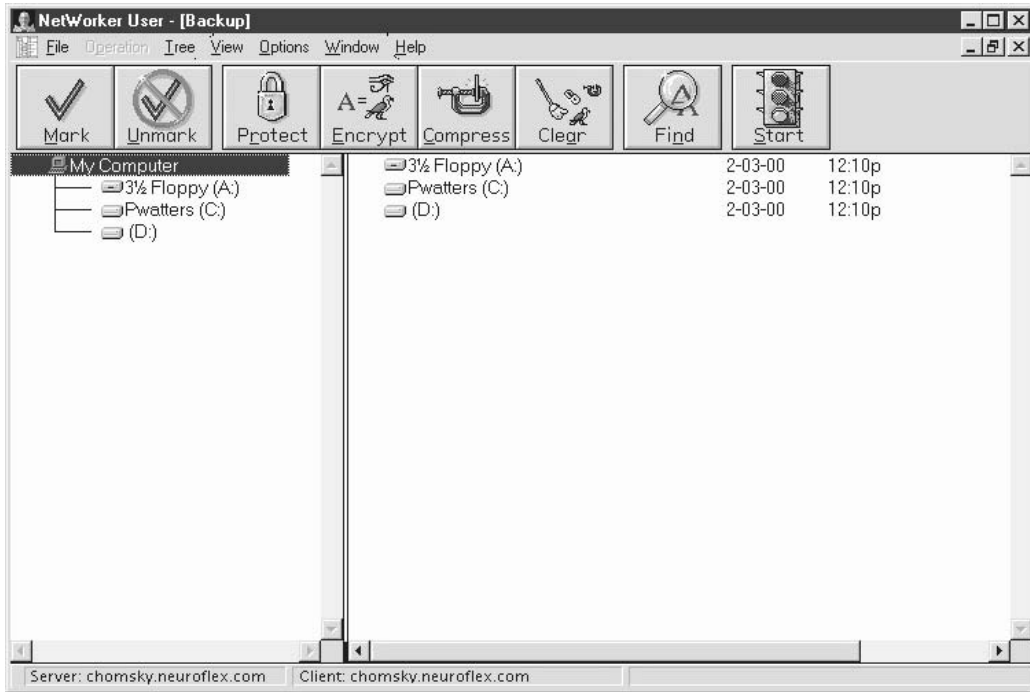 NetWorker User - [Backup]
File Operation Tree View Options Window Help
Mark Unmark Protect A= Encrypt Compress Clear A Find Start
My Computer
3½ Floppy (A:)
Pwatters (C:)
(D:)
3½ Floppy (A:) 2-03-00 12:10p
Pwatters (C:) 2-03-00 12:10p
(D:) 2-03-00 12:10p
Server: chomsky.neuroflex.com Client: chomsky.neuroflex.com